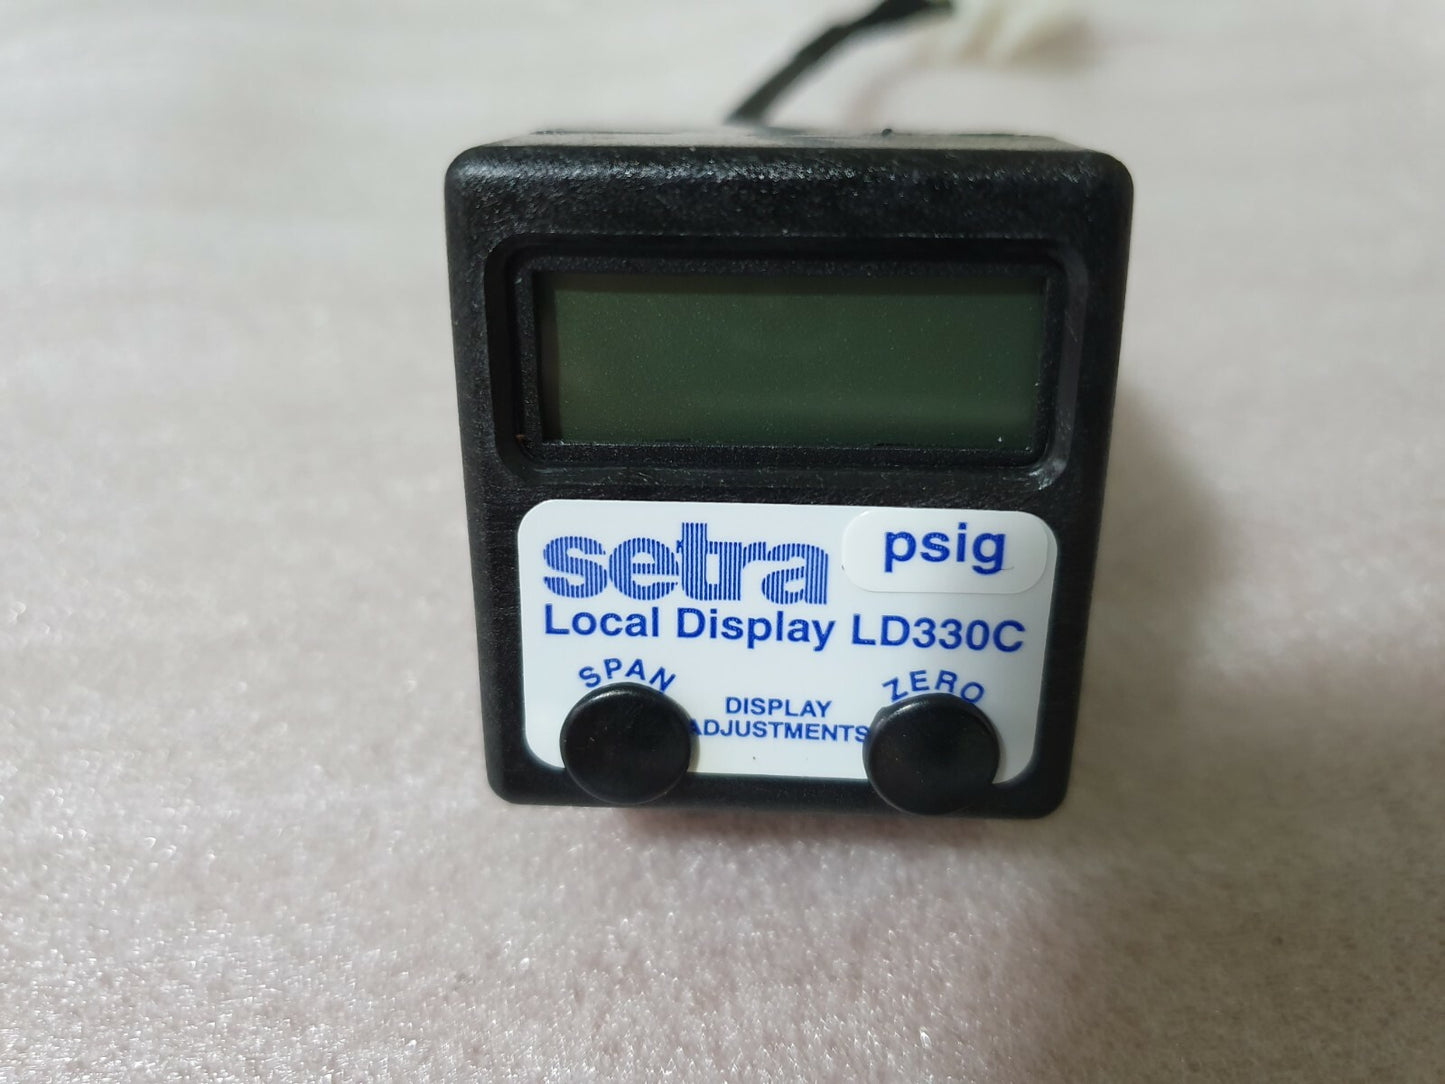 setra psig
Local Display LD330C
SPAN ZERO
DISPLAY
ADJUSTMENTS